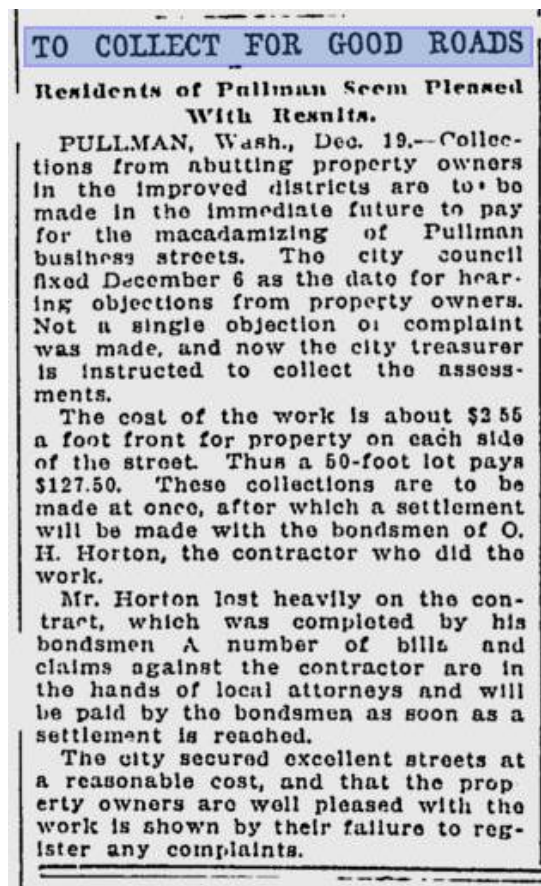 TO COLLECT FOR GOOD ROADS
Residents of Pullman Seem Pleased
With Results.
PULLMAN, Wash., Dec. 19.—Collec-
tions from abutting property owners
in the improved districts are to be
made in the immediate future to pay
for the macadamizing of Pullman
business streets. The city council
fixed December 6 as the date for hear-
ing objections from property owners.
Not a single objection or complaint
was made, and now the city treasurer
is instructed to collect the assess-
ments.
The cost of the work is about $2 55
a foot front for property on each side
of the street. Thus a 50-foot lot pays
$127.50. These collections are to be
made at once, after which a settlement
will be made with the bondsmen of O.
H. Horton, the contractor who did the
work.
Mr. Horton lost heavily on the con-
tract, which was completed by his
bondsmen A number of bills and
claims against the contractor are in
the hands of local attorneys and will
be paid by the bondsmen as soon as a
settlement is reached.
The city secured excellent streets at
a reasonable cost, and that the prop
erty owners are well pleased with the
work is shown by their failure to reg-
ister any complaints.